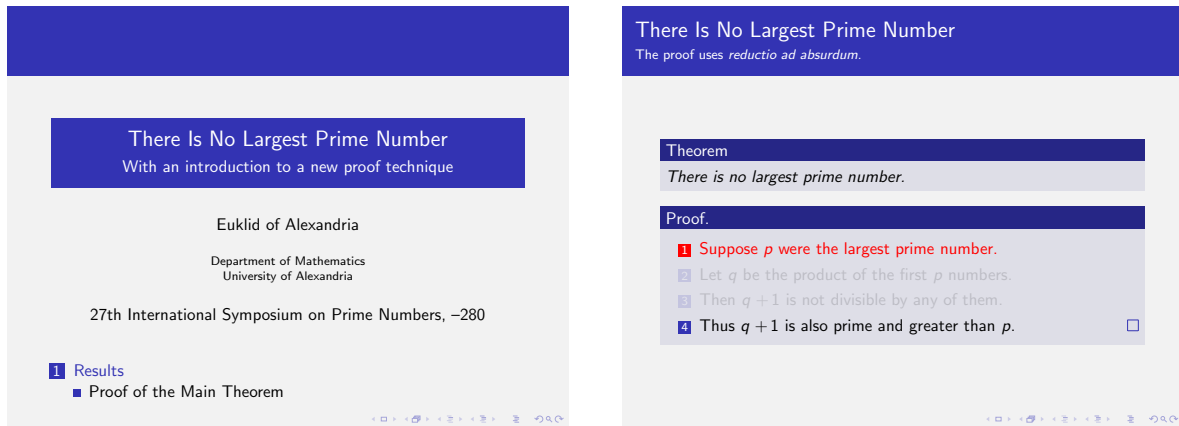 There Is No Largest Prime Number
With an introduction to a new proof technique
Euklid of Alexandria
Department of Mathematics
University of Alexandria
27th International Symposium on Prime Numbers, –280
1 Results
Proof of the Main Theorem
There Is No Largest Prime Number
The proof uses reductio ad absurdum.
Theorem
There is no largest prime number.
Proof.
1 Suppose p were the largest prime number.
2 Let q be the product of the first p numbers.
3 Then q + 1 is not divisible by any of them.
4 Thus q + 1 is also prime and greater than p.